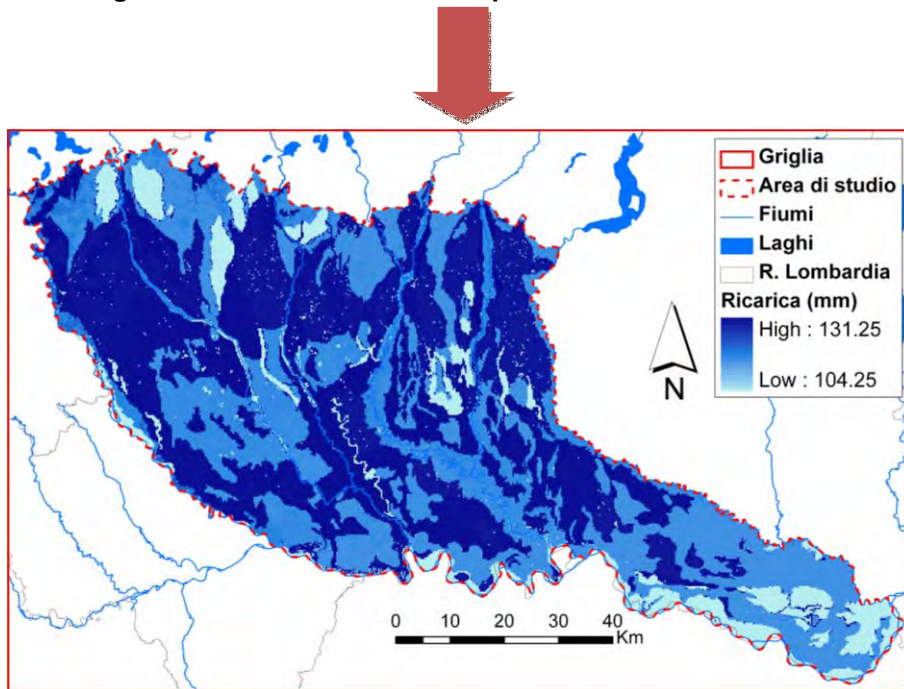 Griglia
Area di studio
Fiumi
Laghi
R. Lombardia
Ricarica (mm)
High : 131.25
Low : 104.25
N
0 10 20 30 40
Km